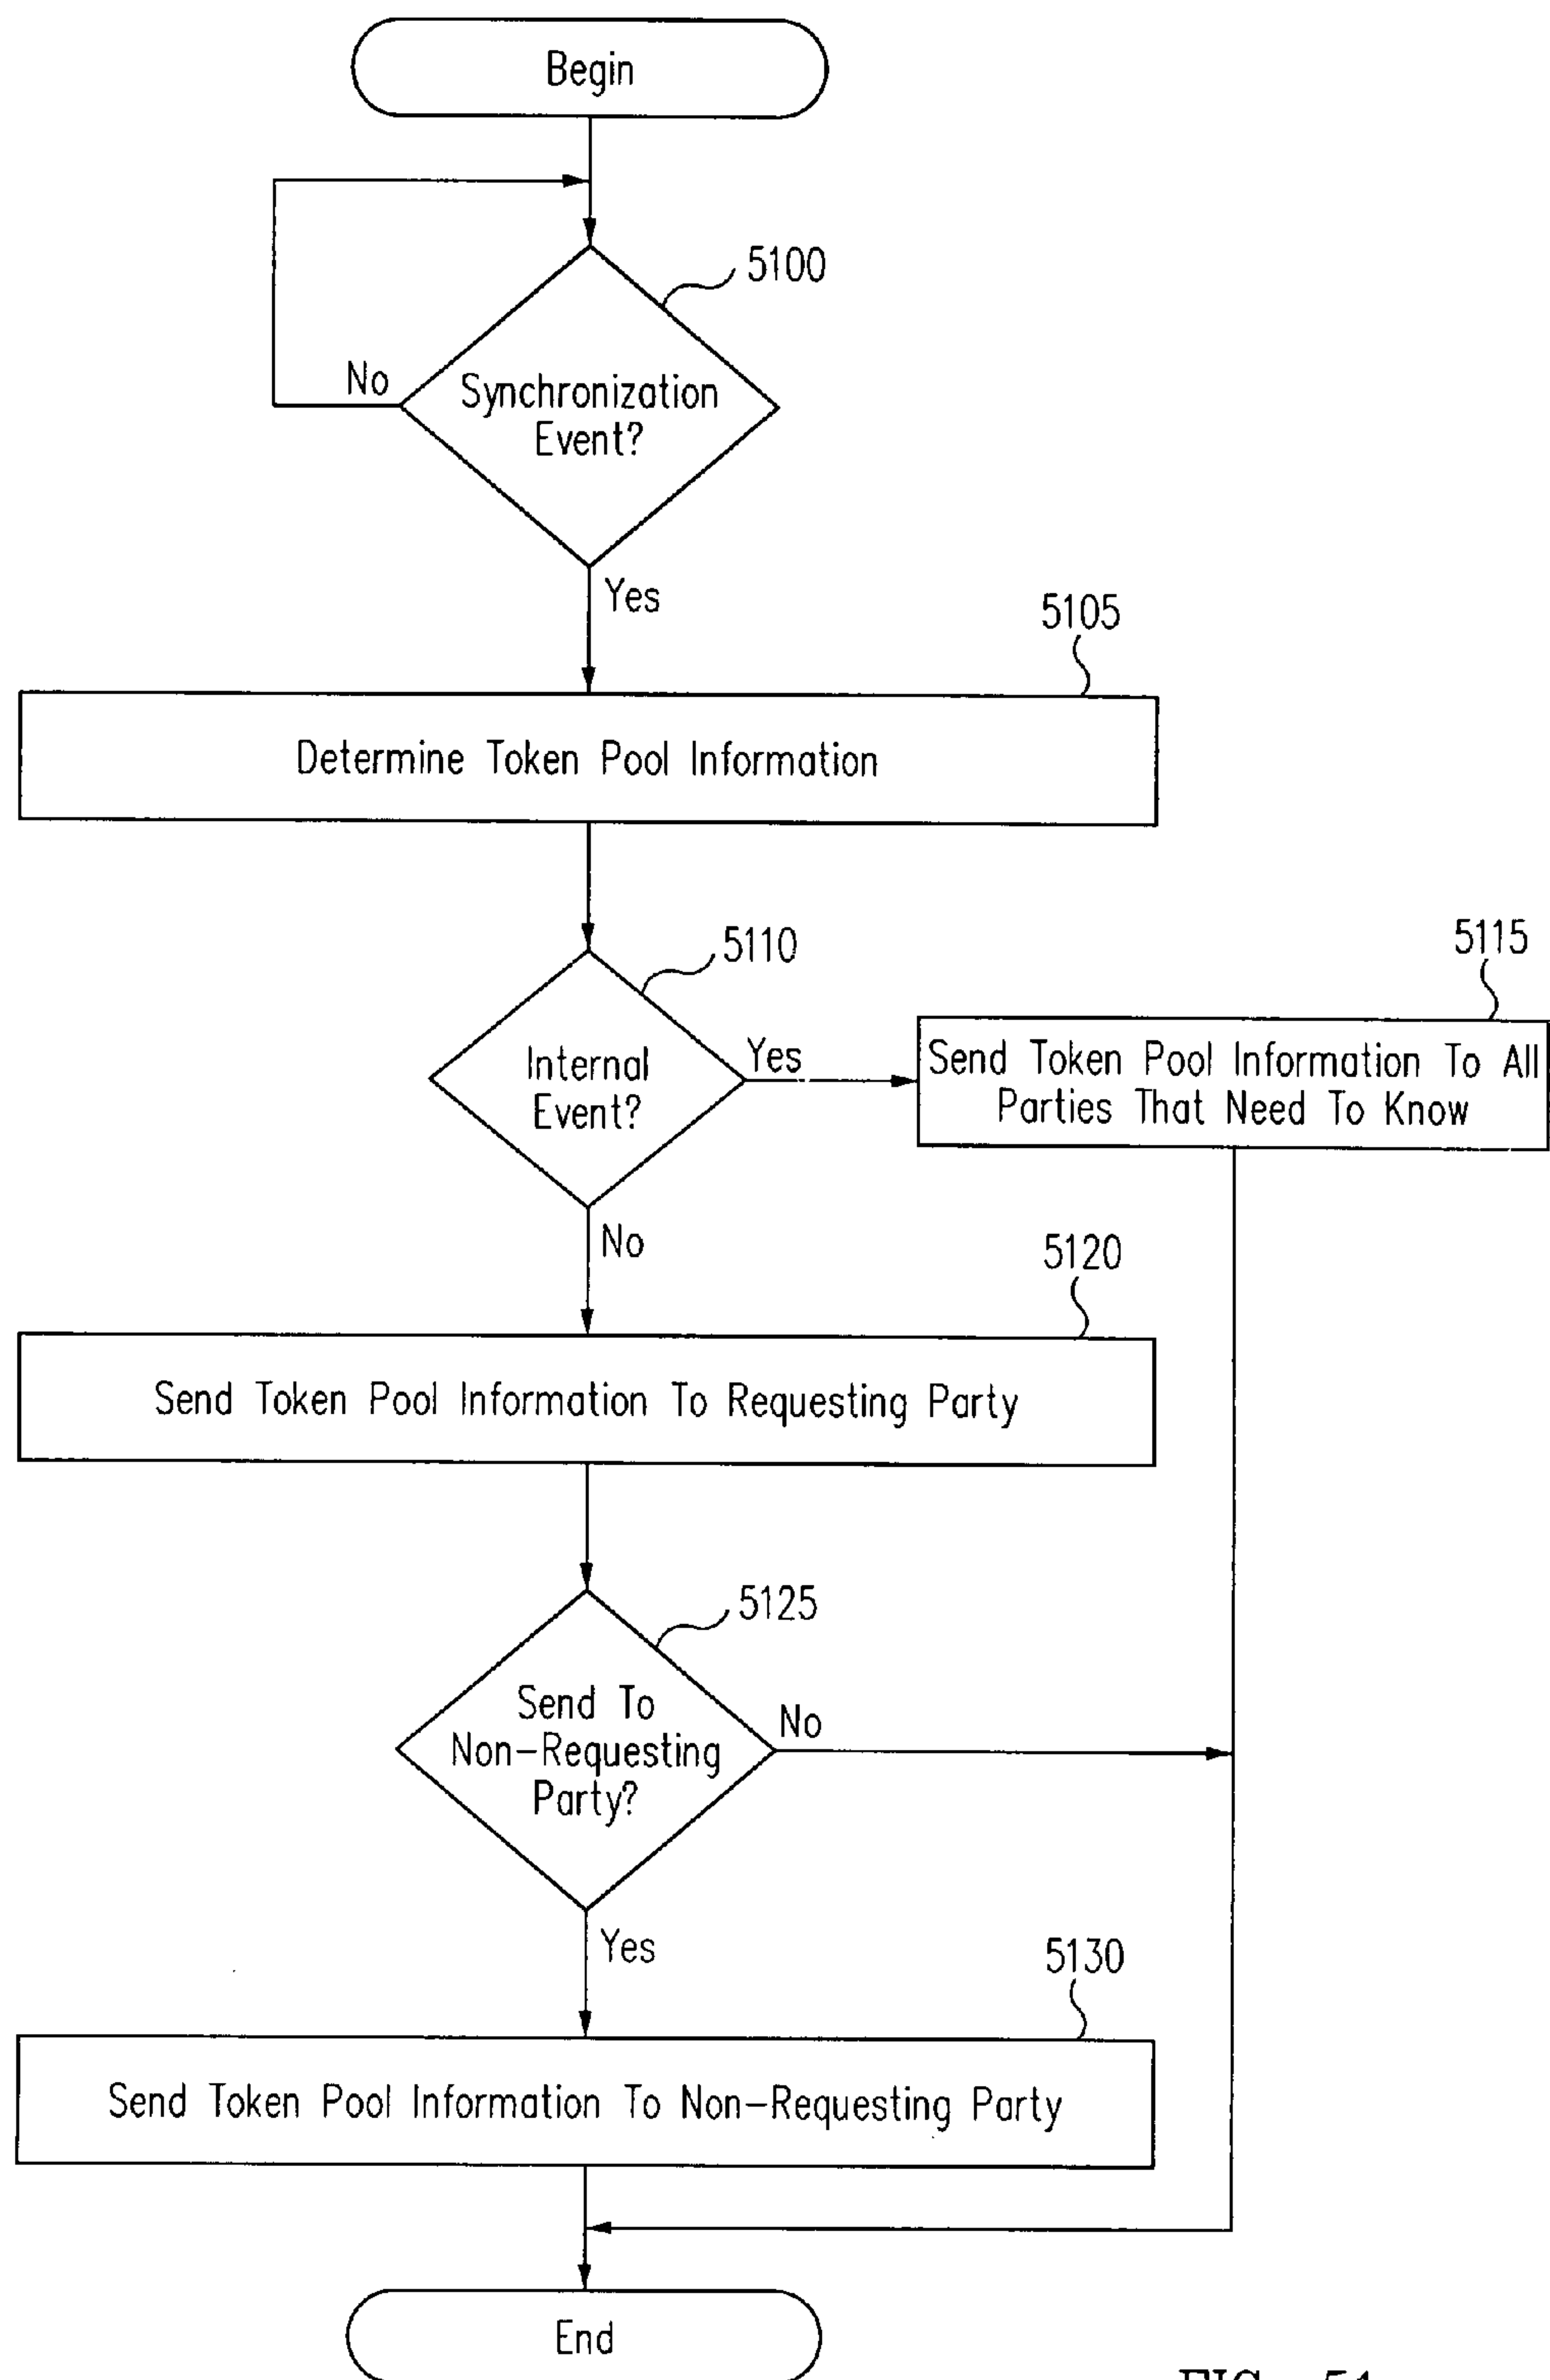 Begin
5100
No
Synchronization
Event?
Yes
5105
Determine Token Pool Information
5110
5115
Internal
Event?
Yes
Send Token Pool Information To All
Parties That Need To Know
No
5120
Send Token Pool Information To Requesting Party
5125
Send To
Non-Requesting
Party?
No
Yes
5130
Send Token Pool Information To Non-Requesting Party
End